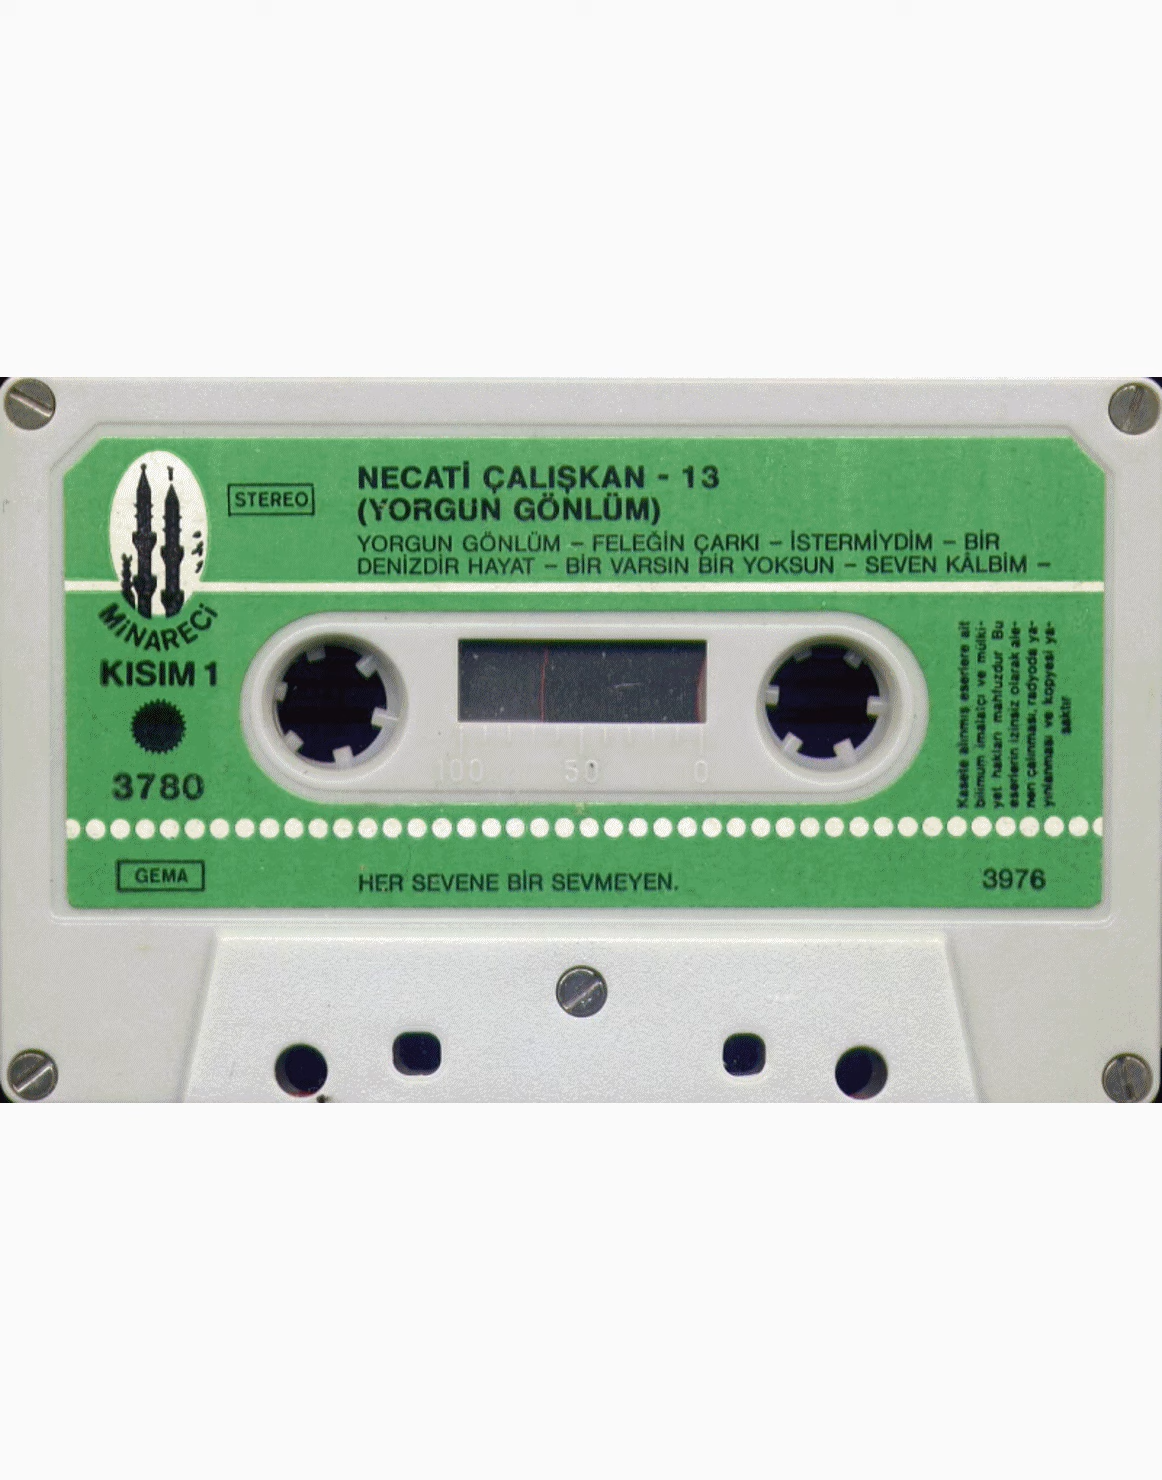 STEREO
NECATİ ÇALIŞKAN - 13
(YORGUN GÖNLÜM)
YORGUN GÖNLÜM – FELEĞİN ÇARKI – İSTERMİYDİM – BİR
DENİZDİR HAYAT – BİR VARSIN BİR YOKSUN – SEVEN KÂLBİM –
MİNARECİ
KISIM 1
3780
100 50 0
Kasete alınmış eserlere ait
bilimum imalatçı ve mülki-
yet hakları mahfuzdur Bu
eserlerin izinsiz olarak ale-
nen çalınması, radyoda ya-
yınlanması ve kopyesi ya-
saktır
GEMA
HER SEVENE BİR SEVMEYEN.
3976